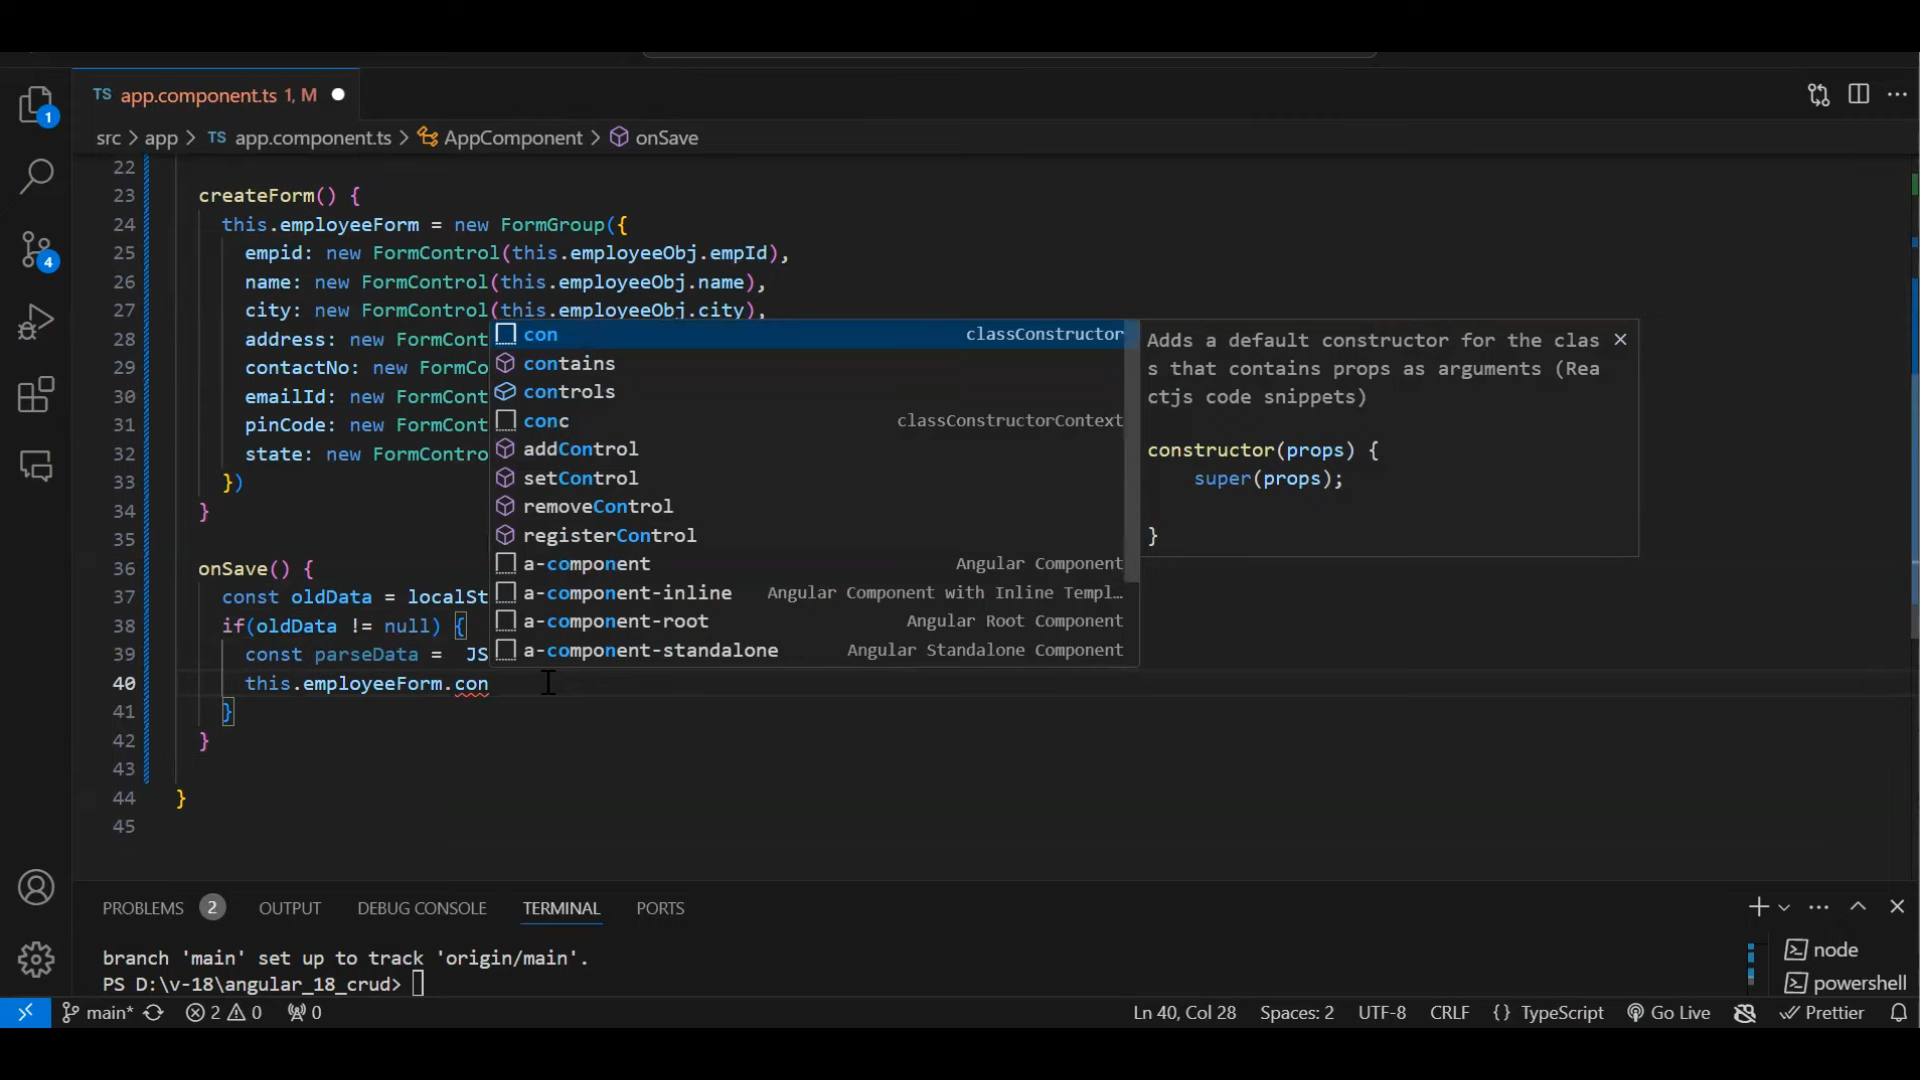 TS app.component.ts 1, M
src > app > TS app.component.ts > AppComponent > onSave
1
4
22
23 createForm() {
24 this.employeeForm = new FormGroup({
25 empid: new FormControl(this.employeeObj.empId),
26 name: new FormControl(this.employeeObj.name),
27 city: new FormControl(this.employeeObj.city),
28 address: new FormCont
29 contactNo: new FormCo
30 emailId: new FormCont
31 pinCode: new FormCont
32 state: new FormContro
33 })
34 }
35
36 onSave() {
37 const oldData = localSt
38 if(oldData != null) {
39 const parseData = JS
40 this.employeeForm.con
41 }
42 }
43
44 }
45
con classConstructor
contains
controls
conc classConstructorContext
addControl
setControl
removeControl
registerControl
a-component Angular Component
a-component-inline Angular Component with Inline Templ…
a-component-root Angular Root Component
a-component-standalone Angular Standalone Component
Adds a default constructor for the clas
s that contains props as arguments (Rea
ctjs code snippets)
constructor(props) {
super(props);
}
PROBLEMS 2 OUTPUT DEBUG CONSOLE TERMINAL PORTS
branch 'main' set up to track 'origin/main'.
PS D:\v-18\angular_18_crud>
node
powershell
main* 2 0 0 Ln 40, Col 28 Spaces: 2 UTF-8 CRLF {} TypeScript Go Live Prettier